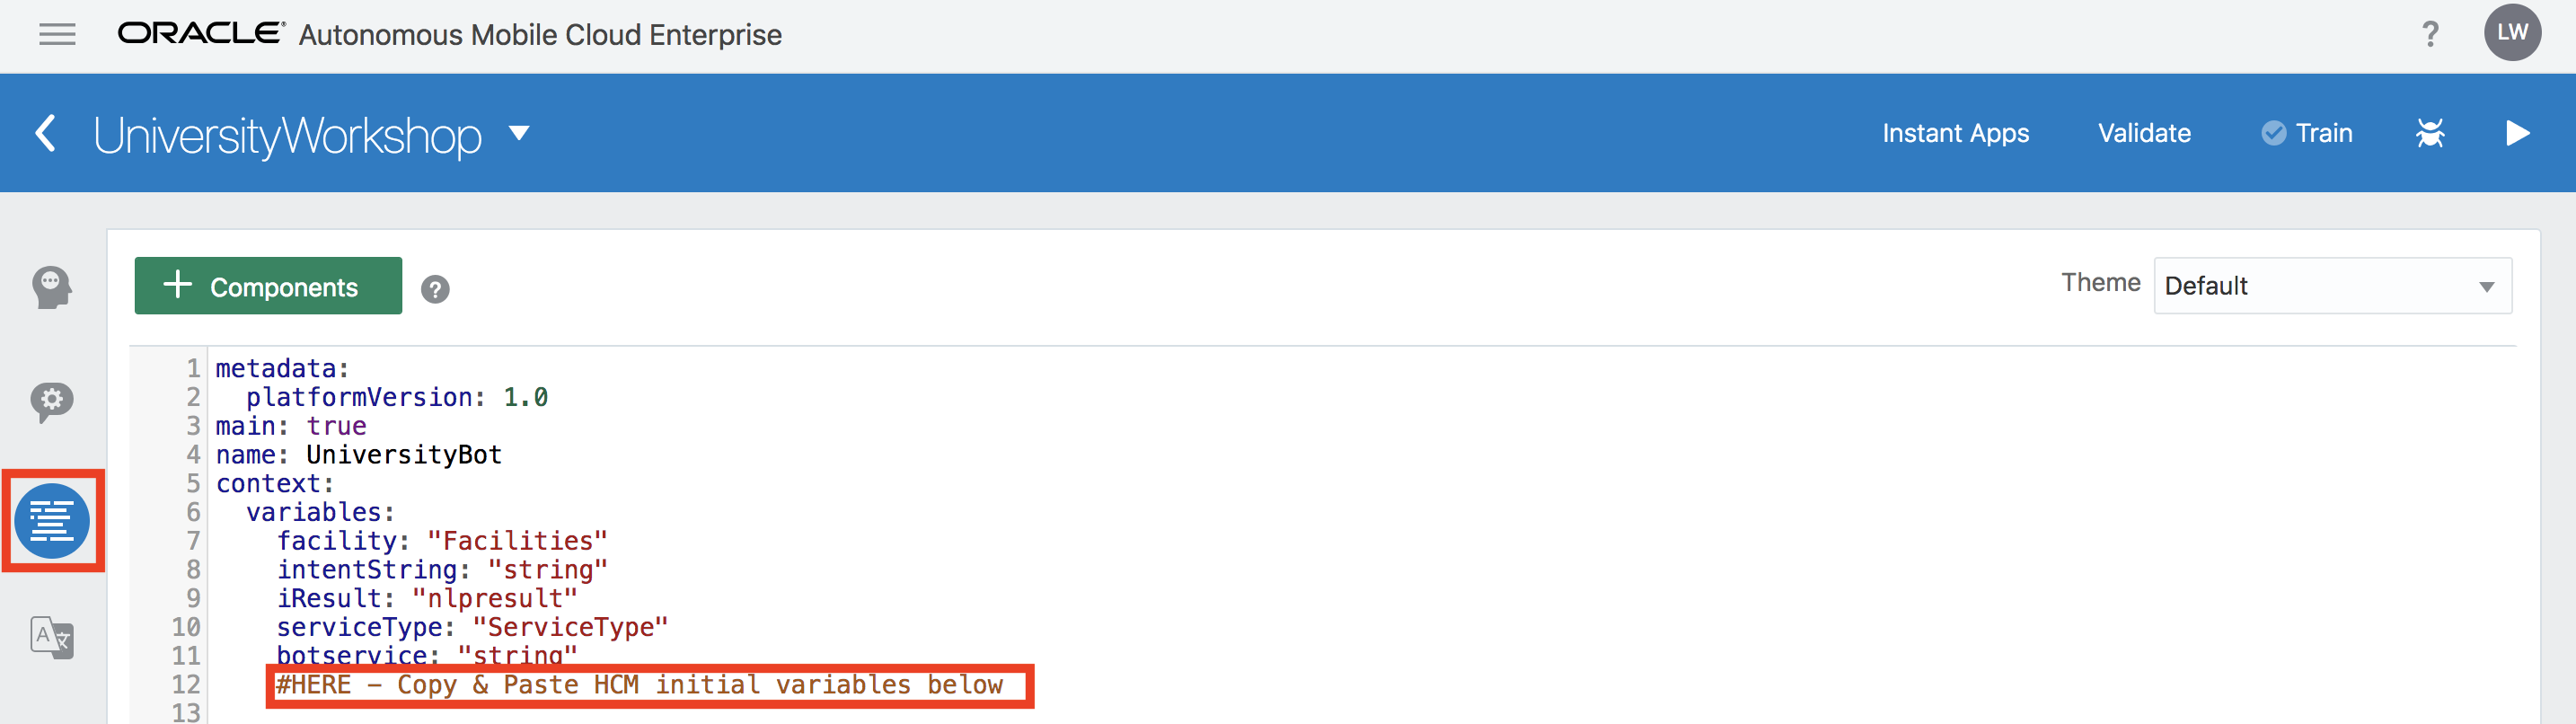 ORACLE® Autonomous Mobile Cloud Enterprise ? LW
UniversityWorkshop Instant Apps Validate Train
+ Components ? Theme Default
1 metadata:
2   platformVersion: 1.0
3 main: true
4 name: UniversityBot
5 context:
6   variables:
7     facility: "Facilities"
8     intentString: "string"
9     iResult: "nlpresult"
10     serviceType: "ServiceType"
11     botservice: "string"
12     #HERE – Copy & Paste HCM initial variables below
13
A 文